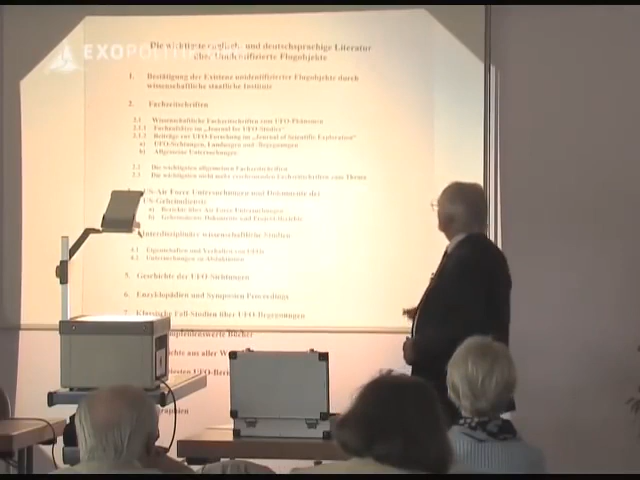 EXOPOLITIK
Die wichtigste englisch- und deutschsprachige Literatur
über Unidentifizierte Flugobjekte
1. Bestätigung der Existenz unidentifizierter Flugobjekte durch
wissenschaftliche staatliche Institute
2. Fachzeitschriften
2.1 Wissenschaftliche Fachzeitschriften zum UFO-Phänomen
2.1.1 Fachaufsätze im „Journal for UFO-Studies"
2.1.2 Beiträge zur UFO-Forschung im „Journal of Scientific Exploration"
a) UFO-Sichtungen, Landungen und -Begegnungen
b) Allgemeine Untersuchungen
2.2 Die wichtigsten allgemeinen Fachzeitschriften
2.3 Die wichtigsten nicht mehr erscheinenden Fachzeitschriften zum Thema
US-Air Force Untersuchungen und Dokumente der
US-Geheimdienste
a) Berichte über Air Force Untersuchungen
b) Geheimdienst Dokumente und
Interdisziplinäre wissenschaftliche Studien
4.1 Eigenschaften und Verhalten von UFOs
4.2 Untersuchungen zu Abduktionen
5. Geschichte der UFO-Sichtungen
6. Enzyklopädien und Symposien Proceedings
7. Klassische Fall-Studien über UFO-Begegnungen
Bücher
aus aller